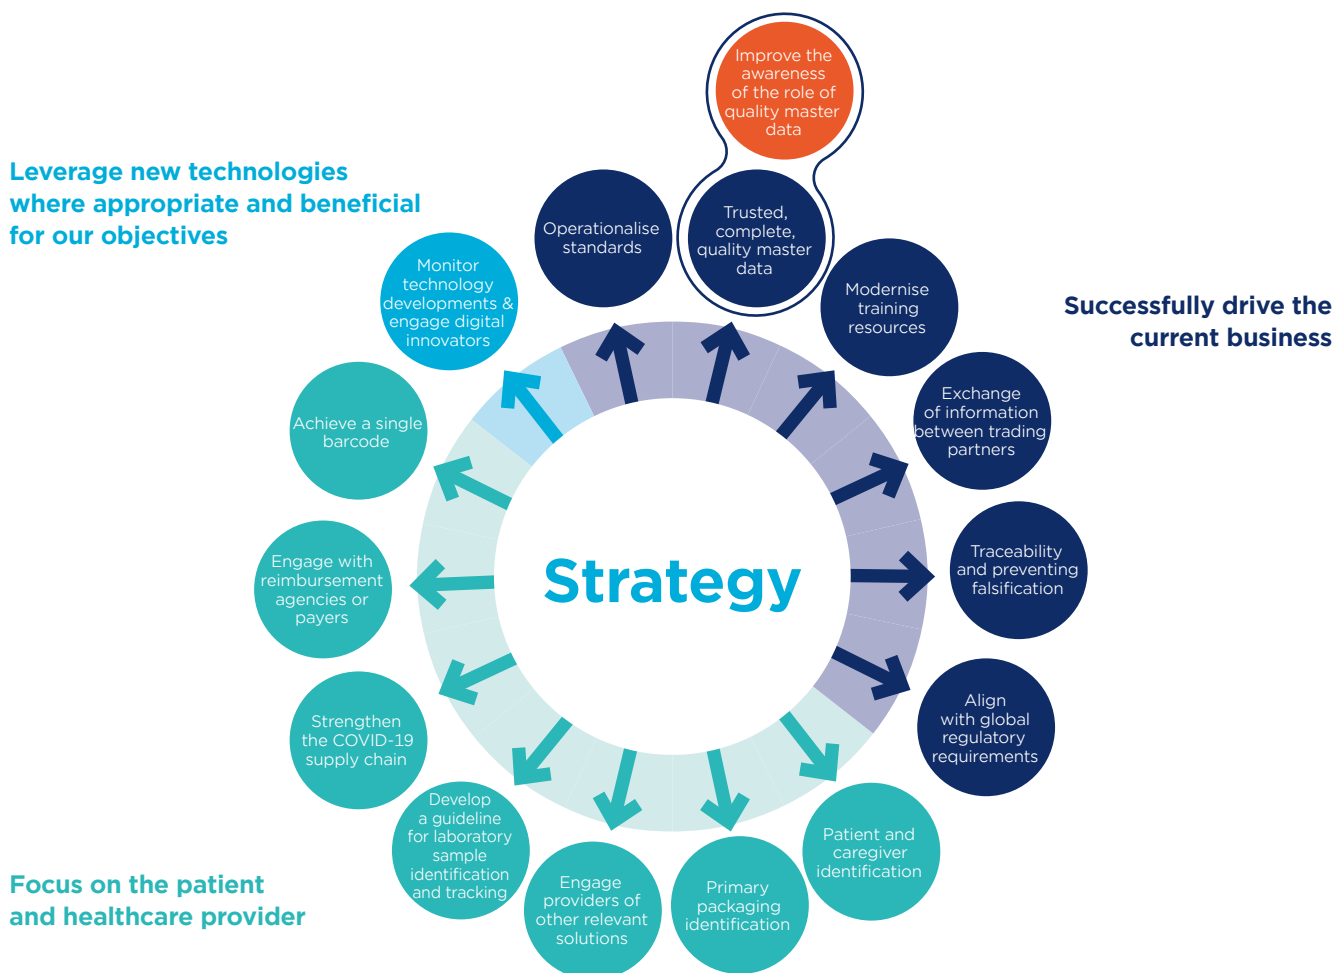 Improve the
awareness
of the role of
quality master
data
Leverage new technologies
where appropriate and beneficial
for our objectives
Operationalise
standards
Trusted,
complete,
quality master
data
Monitor
technology
developments &
engage digital
innovators
Modernise
training
resources
Successfully drive the
current business
Exchange
of information
between trading
partners
Achieve a single
barcode
Traceability
and preventing
falsification
Engage with
reimbursement
agencies or
payers
Strategy
Align
with global
regulatory
requirements
Strengthen
the COVID-19
supply chain
Patient and
caregiver
identification
Develop
a guideline
for laboratory
sample
identification
and tracking
Primary
packaging
identification
Engage
providers of
other relevant
solutions
Focus on the patient
and healthcare provider